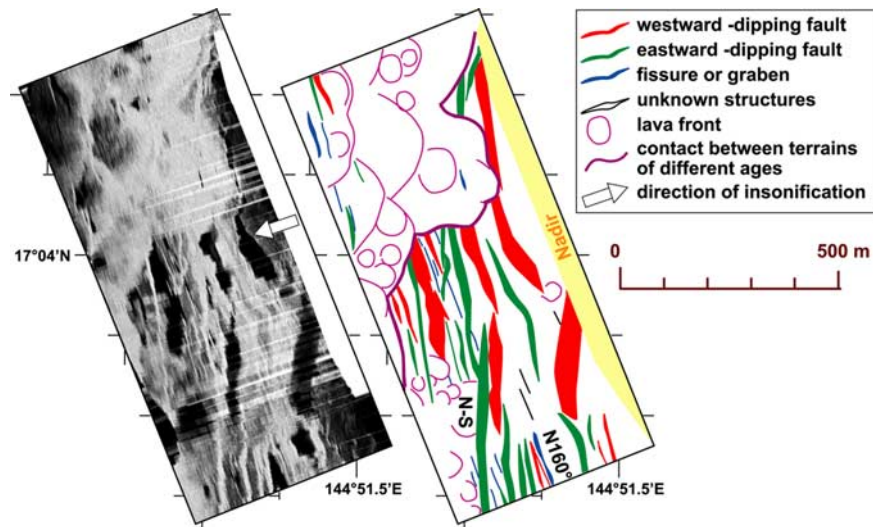 westward -dipping fault
eastward -dipping fault
fissure or graben
unknown structures
lava front
contact between terrains
of different ages
direction of insonification
17°04'N
Nadir
0
500 m
N-S
N160°
144°51.5'E
144°51.5'E